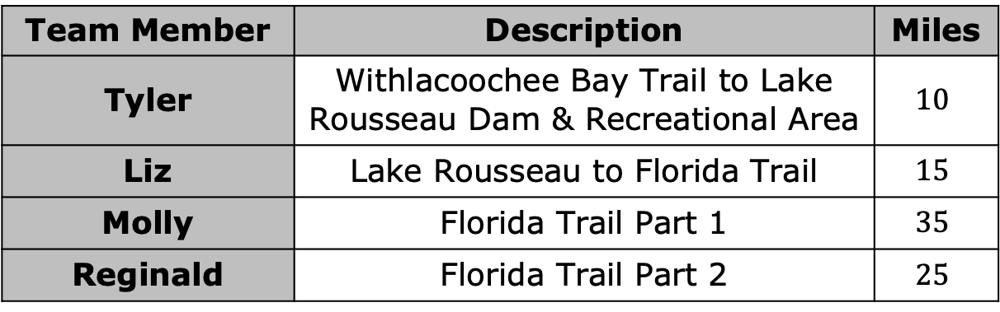 Team Member Description Miles
Tyler Withlacoochee Bay Trail to Lake
Rousseau Dam & Recreational Area 10
Liz Lake Rousseau to Florida Trail 15
Molly Florida Trail Part 1 35
Reginald Florida Trail Part 2 25